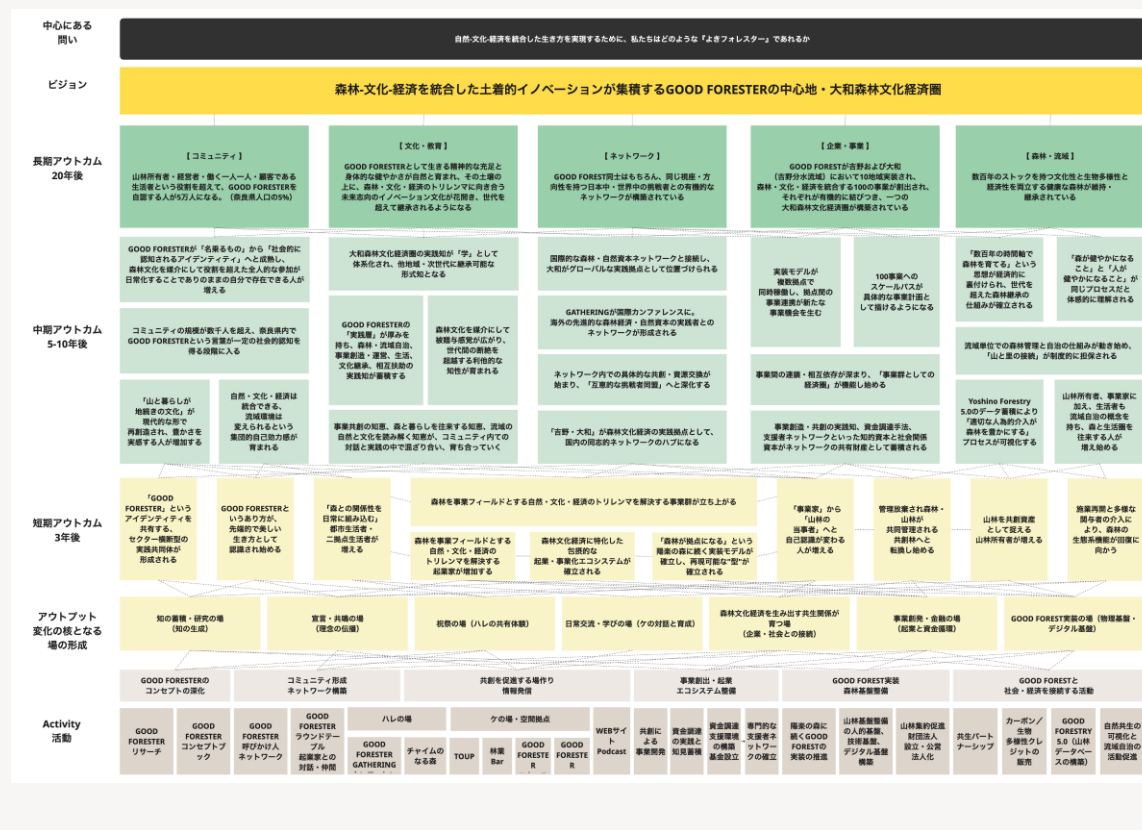 中心にある
問い
自然-文化-経済を統合した生き方を実現するために、私たちはどのような『よきフォレスター』であれるか
ビジョン
森林-文化-経済を統合した土着的イノベーションが集積するGOOD FORESTERの中心地・大和森林文化経済圏
長期アウトカム
20年後
【 コミュニティ 】
山林所有者・経営者・働く一人一人・顧客である
生活者という役割を超えて、GOOD FORESTERを
自認する人が5万人になる。（奈良県人口の5%）
【 文化・教育 】
GOOD FORESTERとして生きる精神的な充足と
身体的な健やかさが自然と育まれ、その土壌の
上に、森林・文化・経済のトリレンマに向き合う
未来志向のイノベーション文化が花開き、世代を
超えて継承されるようになる
【 ネットワーク 】
GOOD FOREST同士はもちろん、同じ視座・方
向性を持つ日本中・世界中の挑戦者との有機的な
ネットワークが構築されている
【 企業・事業 】
GOOD FORESTが吉野および大和
（吉野分水流域）において10地域実装され、
森林・文化・経済を統合する100の事業が創出され、
それぞれが有機的に結びつき、一つの
大和森林文化経済圏が構築されている
【 森林・流域 】
数百年のストックを持つ文化性と生物多様性と
経済性を両立する健康な森林が維持・
継承されている
中期アウトカム
5-10年後
GOOD FORESTERが「名乗るもの」から「社会的に
認知されるアイデンティティ」へと成熟し、
森林文化を媒介にして役割を超えた全人的な参加が
日常化することでありのままの自分で存在できる人が
増える
コミュニティの規模が数千人を超え、奈良県内で
GOOD FORESTERという言葉が一定の社会的認知を
得る段階に入る
「山と暮らしが
地続きの文化」が
現代的な形で
再創造され、豊かさを
実感する人が増加する
自然・文化・経済は
統合できる、
流域環境は
変えられるという
集団的自己効力感が
育まれる
大和森林文化経済圏の実践知が「学」として
体系化され、他地域・次世代に継承可能な
形式知となる
GOOD FORESTERの
「実践層」が厚みを
持ち、森林・流域自治、
事業創造・運営、生活、
文化継承、相互扶助の
実践知が蓄積する
森林文化を媒介にして
被贈与感覚が広がり、
世代間の断絶を
超越する利他的な
知性が育まれる
事業共創の知恵、森と暮らしを往来する知恵、流域の
自然と文化を読み解く知恵が、コミュニティ内での
対話と実践の中で混ざり合い、育ち合っていく
国際的な森林・自然資本ネットワークと接続し、
大和がグローバルな実践拠点として位置づけられる
GATHERINGが国際カンファレンスに。
海外の先進的な森林経済・自然資本の実践者との
ネットワークが形成される
ネットワーク内での具体的な共創・資源交換が
始まり、「互恵的な挑戦者同盟」へと深化する
「吉野・大和」が森林文化経済の実践拠点として、
国内の同志的ネットワークのハブになる
実装モデルが
複数拠点で
同時稼働し、拠点間の
事業連携が新たな
事業機会を生む
100事業への
スケールパスが
具体的な事業計画と
して描けるようになる
事業間の連鎖・相互依存が深まり、「事業群としての
経済圏」が機能し始める
事業創造・共創の実践知、資金調達手法、
支援者ネットワークといった知的資本と社会関係
資本がネットワークの共有財産として蓄積される
「数百年の時間軸で
森林を育てる」という
思想が経済的に
裏付けられ、世代を
超えた森林継承の
仕組みが確立される
「森が健やかになる
こと」と「人が
健やかになること」が
同じプロセスだと
体感的に理解される
流域単位での森林管理と自治の仕組みが動き始め、
「山と里の接続」が制度的に担保される
Yoshino Forestry
5.0のデータ蓄積により
「適切な人為的介入が
森林を豊かにする」
プロセスが可視化する
山林所有者、事業家に
加え、生活者も
流域自治の概念を
持ち、森と生活圏を
往来する人が
増え始める
短期アウトカム
3年後
「GOOD
FORESTER」という
アイデンティティを
共有する、
セクター横断型の
実践共同体が
形成される
GOOD FORESTERと
いうあり方が、
先端的で美しい
生き方として
認識され始める
「森との関係性を
日常に組み込む」
都市生活者・
二拠点生活者が
増える
森林を事業フィールドとする自然・文化・経済のトリレンマを解決する事業群が立ち上がる
森林を事業フィールドとする
自然・文化・経済の
トリレンマを解決する
起業家が増加する
森林文化経済に特化した
包摂的な
起業・事業化エコシステムが
確立される
「森林が拠点になる」という
陽楽の森に続く実装モデルが
確立し、再現可能な"型"が
確立される
「事業家」から
「山林の
当事者」へと
自己認識が変わる
人が増える
管理放棄された森林・
山林が
共同管理される
共創林へと
転換し始める
山林を共創資産
として捉える
山林所有者が増える
施業再開と多様な
関与者の介入に
より、森林の
生態系機能が回復に
向かう
アウトプット
変化の核となる
場の形成
知の蓄積・研究の場
（知の生成）
宣言・共鳴の場
（理念の伝播）
祝祭の場（ハレの共有体験）
日常交流・学びの場（ケの対話と育成）
森林文化経済を生み出す共生関係が
育つ場
（企業・社会との接続）
事業創発・金融の場
（起業と資金循環）
GOOD FOREST実装の場（物理基盤・
デジタル基盤）
GOOD FORESTERの
コンセプトの深化
コミュニティ形成
ネットワーク構築
共創を促進する場作り
情報発信
事業創出・起業
エコシステム整備
GOOD FOREST実装
森林基盤整備
GOOD FORESTと
社会・経済を接続する活動
Activity
活動
GOOD
FORESTER
リサーチ
GOOD
FORESTER
コンセプトブ
ック
GOOD
FORESTER
呼びかけ人
ネットワーク
GOOD
FORESTER
ラウンドテー
ブル
起業家との
対話・仲間
ハレの場
GOOD
FORESTER
GATHERING
チャイムの
なる森
ケの場・空間拠点
TOUP
林業
Bar
GOOD
FORESTE
R
GOOD
FORESTE
R
WEBサイ
ト
Podcast
共創に
よる
事業開発
資金調達
の実践と
知見蓄積
資金調達
支援環境
の構築
基金設立
専門的な
支援者ネ
ットワー
クの確立
陽楽の森に
続くGOOD
FORESTの
実装の推進
山林基盤整備
の人的基盤、
技術基盤、
デジタル基盤
構築
山林集約促進
財団法人
設立・公営
法人化
共生パート
ナーシップ
カーボン／
生物
多様性クレ
ジットの
販売
GOOD
FORESTRY
5.0（山林
データベー
スの構築）
自然共生の
可視化と
流域自治の
活動促進